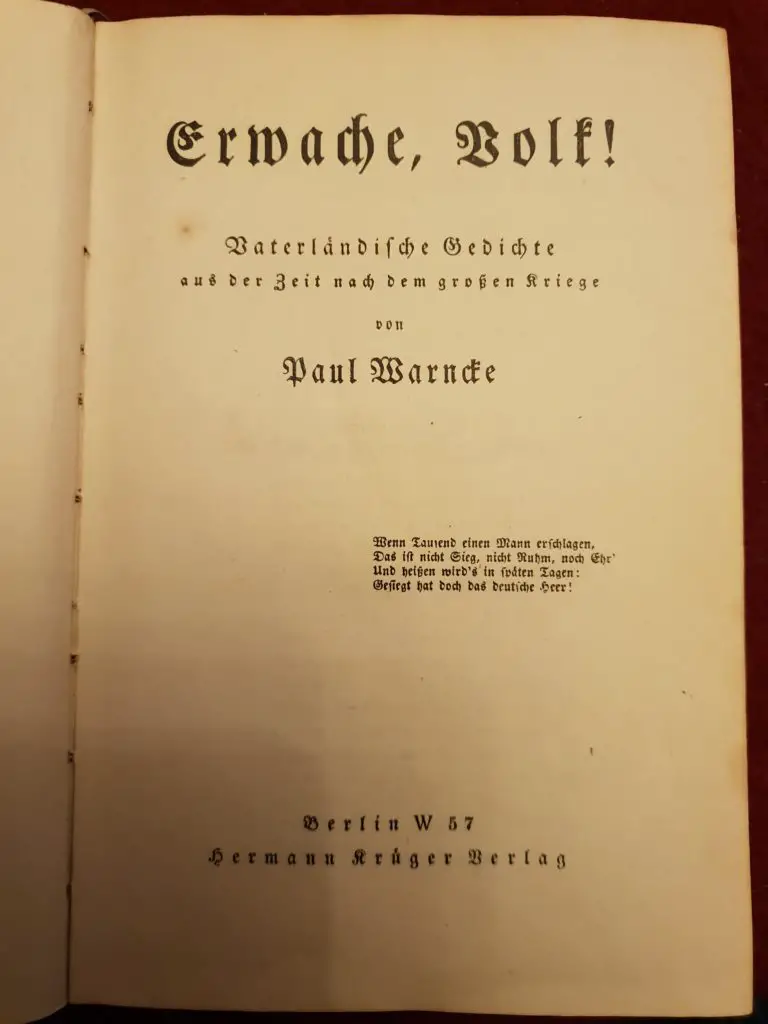 Erwache, Volk!
Vaterländische Gedichte
aus der Zeit nach dem großen Kriege
von
Paul Warncke
Wenn Tausend einen Mann erschlagen,
Das ist nicht Sieg, nicht Ruhm, noch Ehr'
Und heißen wird's in späten Tagen:
Gesiegt hat doch das deutsche Heer!
Berlin W 57
Hermann Krüger Verlag